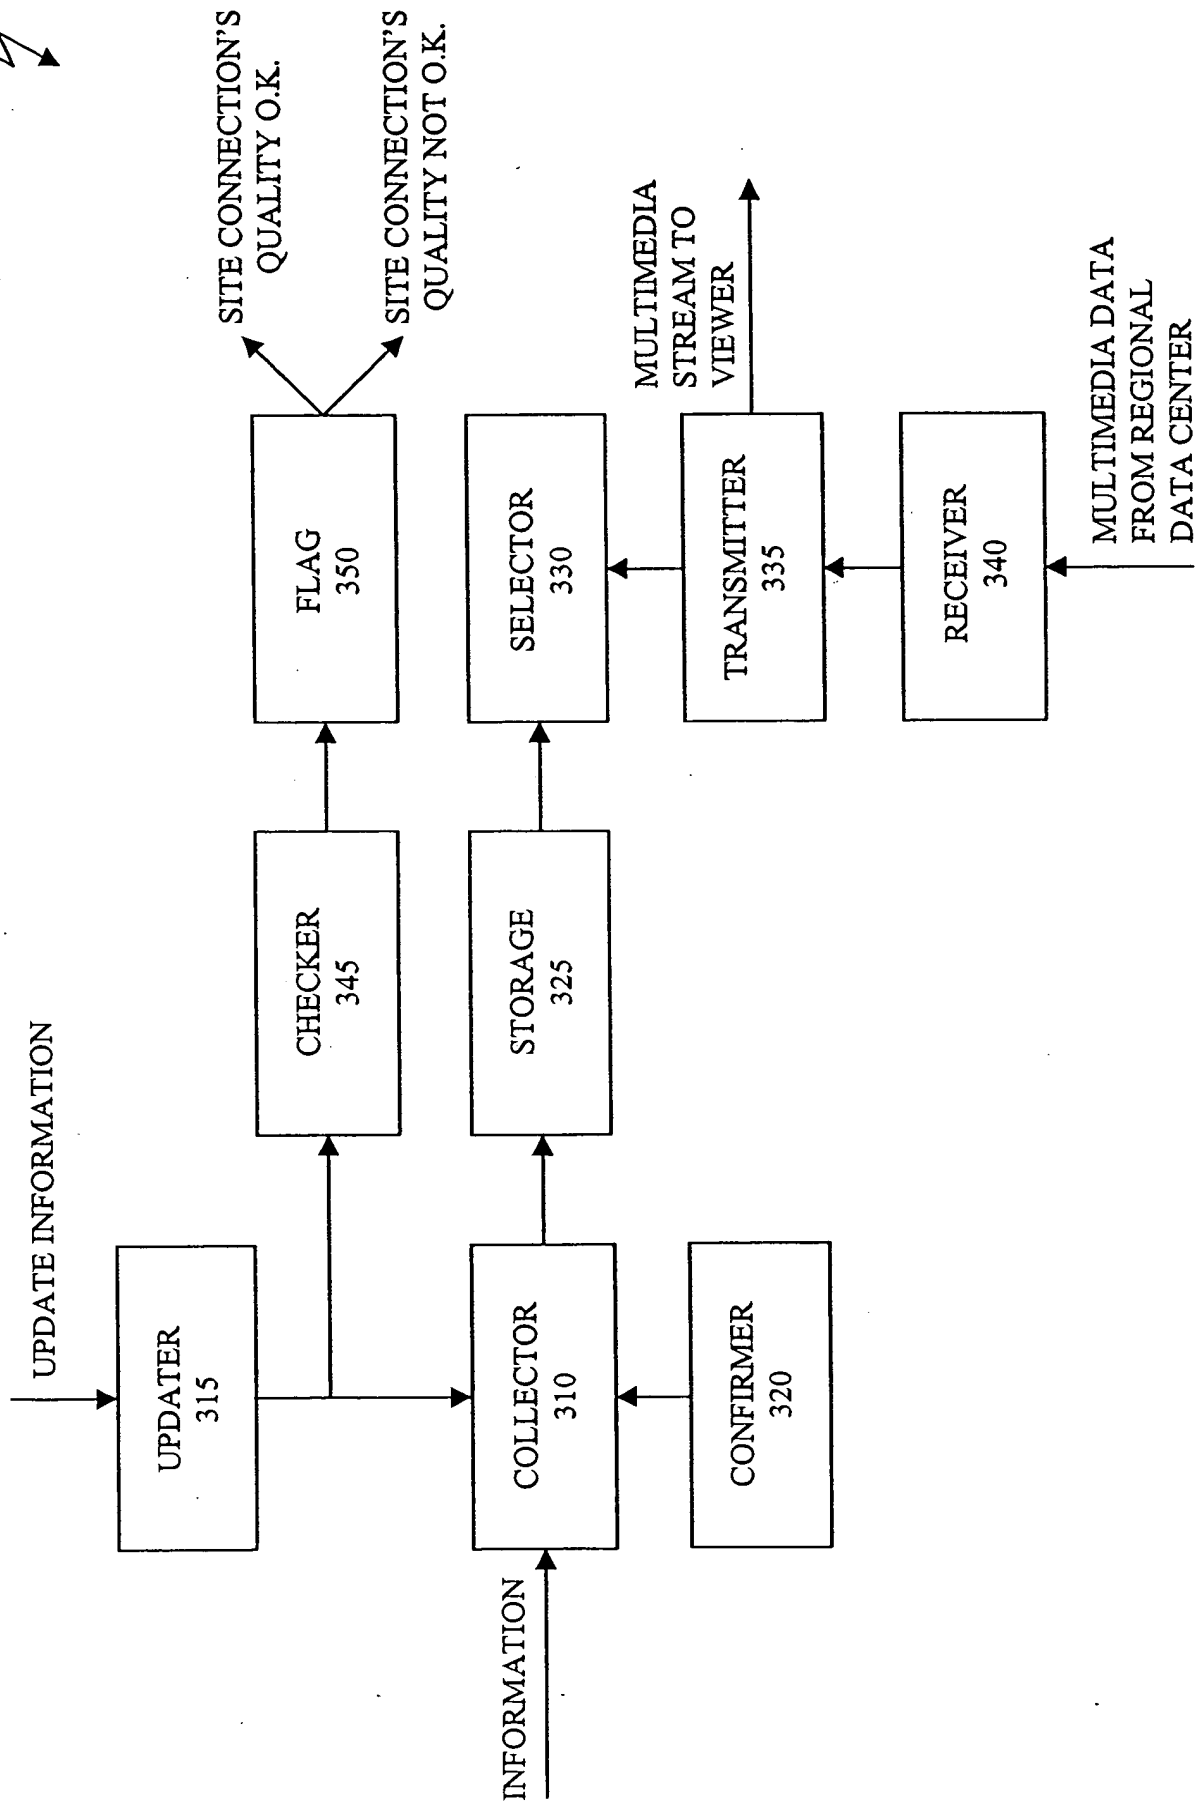 UPDATE INFORMATION
UPDATER
315
CHECKER
345
FLAG
350
SITE CONNECTION'S
QUALITY O.K.
SITE CONNECTION'S
QUALITY NOT O.K.
INFORMATION
COLLECTOR
310
STORAGE
325
SELECTOR
330
CONFIRMER
320
TRANSMITTER
335
MULTIMEDIA
STREAM TO
VIEWER
RECEIVER
340
MULTIMEDIA DATA
FROM REGIONAL
DATA CENTER